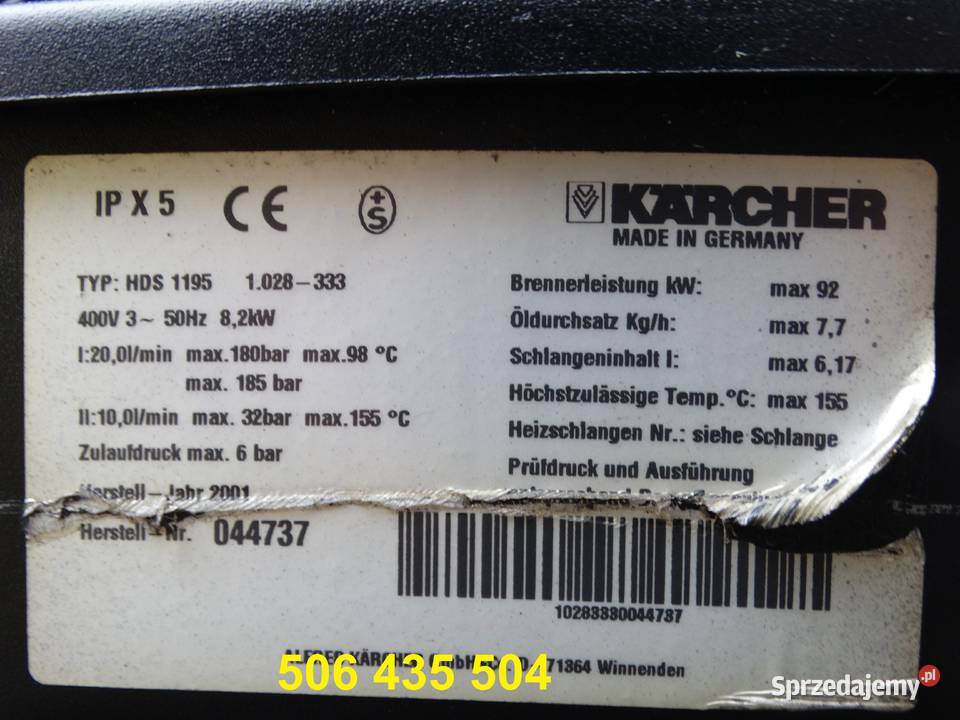 IP X 5 CE +S KÄRCHER
MADE IN GERMANY
TYP: HDS 1195 1.028-333
400V 3~ 50Hz 8,2kW
I:20,0l/min max.180bar max.98 °C
max. 185 bar
II:10,0l/min max. 32bar max.155 °C
Zulaufdruck max. 6 bar
Herstell-Jahr 2001
Herstell-Nr. 044737
Brennerleistung kW: max 92
Öldurchsatz Kg/h: max 7,7
Schlangeninhalt l: max 6,17
Höchstzulässige Temp.°C: max 155
Heizschlangen Nr.: siehe Schlange
Prüfdruck und Ausführung
10283330044737
ALFRED KÄRCHER GmbH 71364 Winnenden
506 435 504
Sprzedajemy.pl